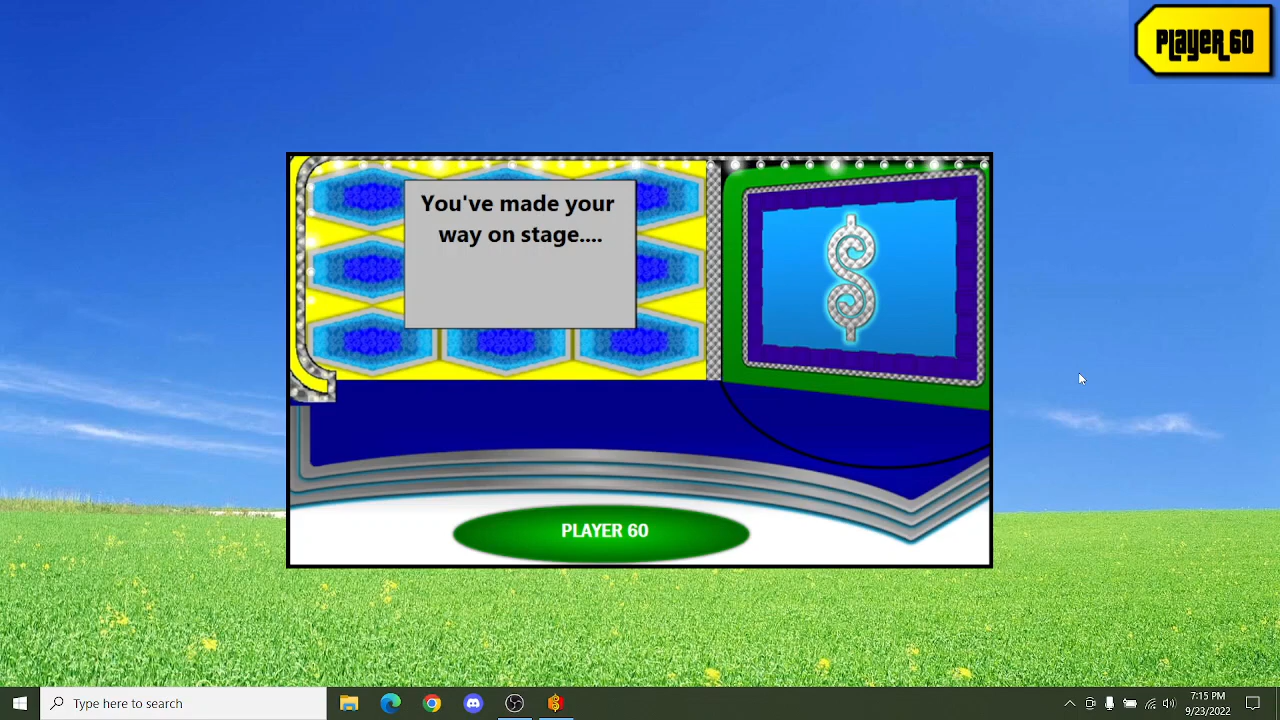 Player 60
You've made your
way on stage....
PLAYER 60
Type here to search
7:15 PM
9/23/2022